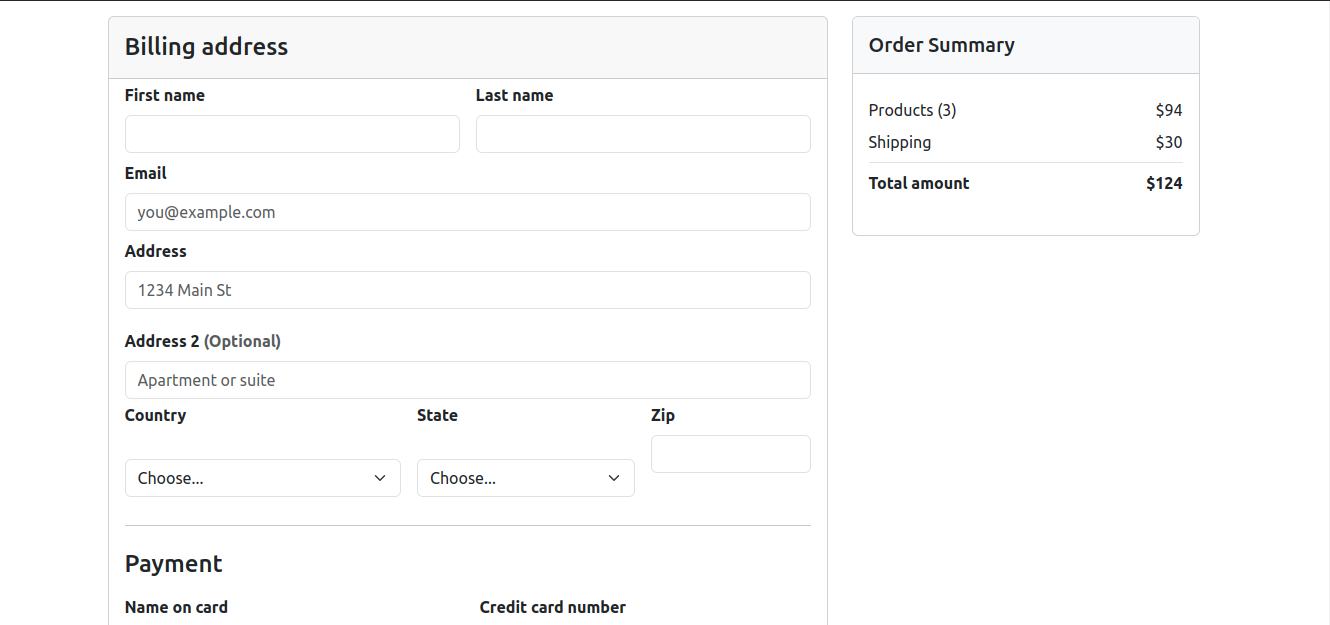 Billing address
First name Last name
Email
you@example.com
Address
1234 Main St
Address 2 (Optional)
Apartment or suite
Country State Zip
Choose... Choose...
Payment
Name on card Credit card number
Order Summary
Products (3) $94
Shipping $30
Total amount $124